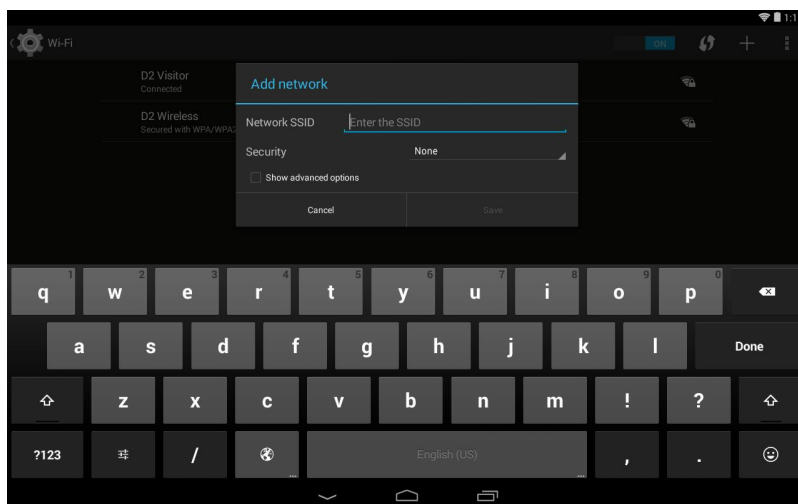 1:1
Wi-Fi
ON
D2 Visitor
Connected
D2 Wireless
Secured with WPA/WPA2
Add network
Network SSID Enter the SSID
Security None
Show advanced options
Cancel Save
1 2 3 4 5 6 7 8 9 0
q w e r t y u i o p
a s d f g h j k l Done
z x c v b n m ! ?
?123 / English (US) , .